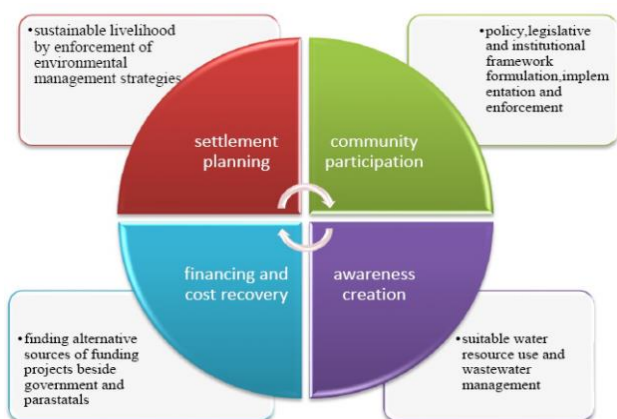 •sustainable livelihood
by enforcement of
environmental
management strategies
•policy,legislative
and institutional
framework
formulation,implem
entation and
enforcement
settlement
planning
community
participation
financing and
cost recovery
awareness
creation
•finding alternative
sources of funding
projects beside
government and
parastatals
•suitable water
resource use and
wastewater
management